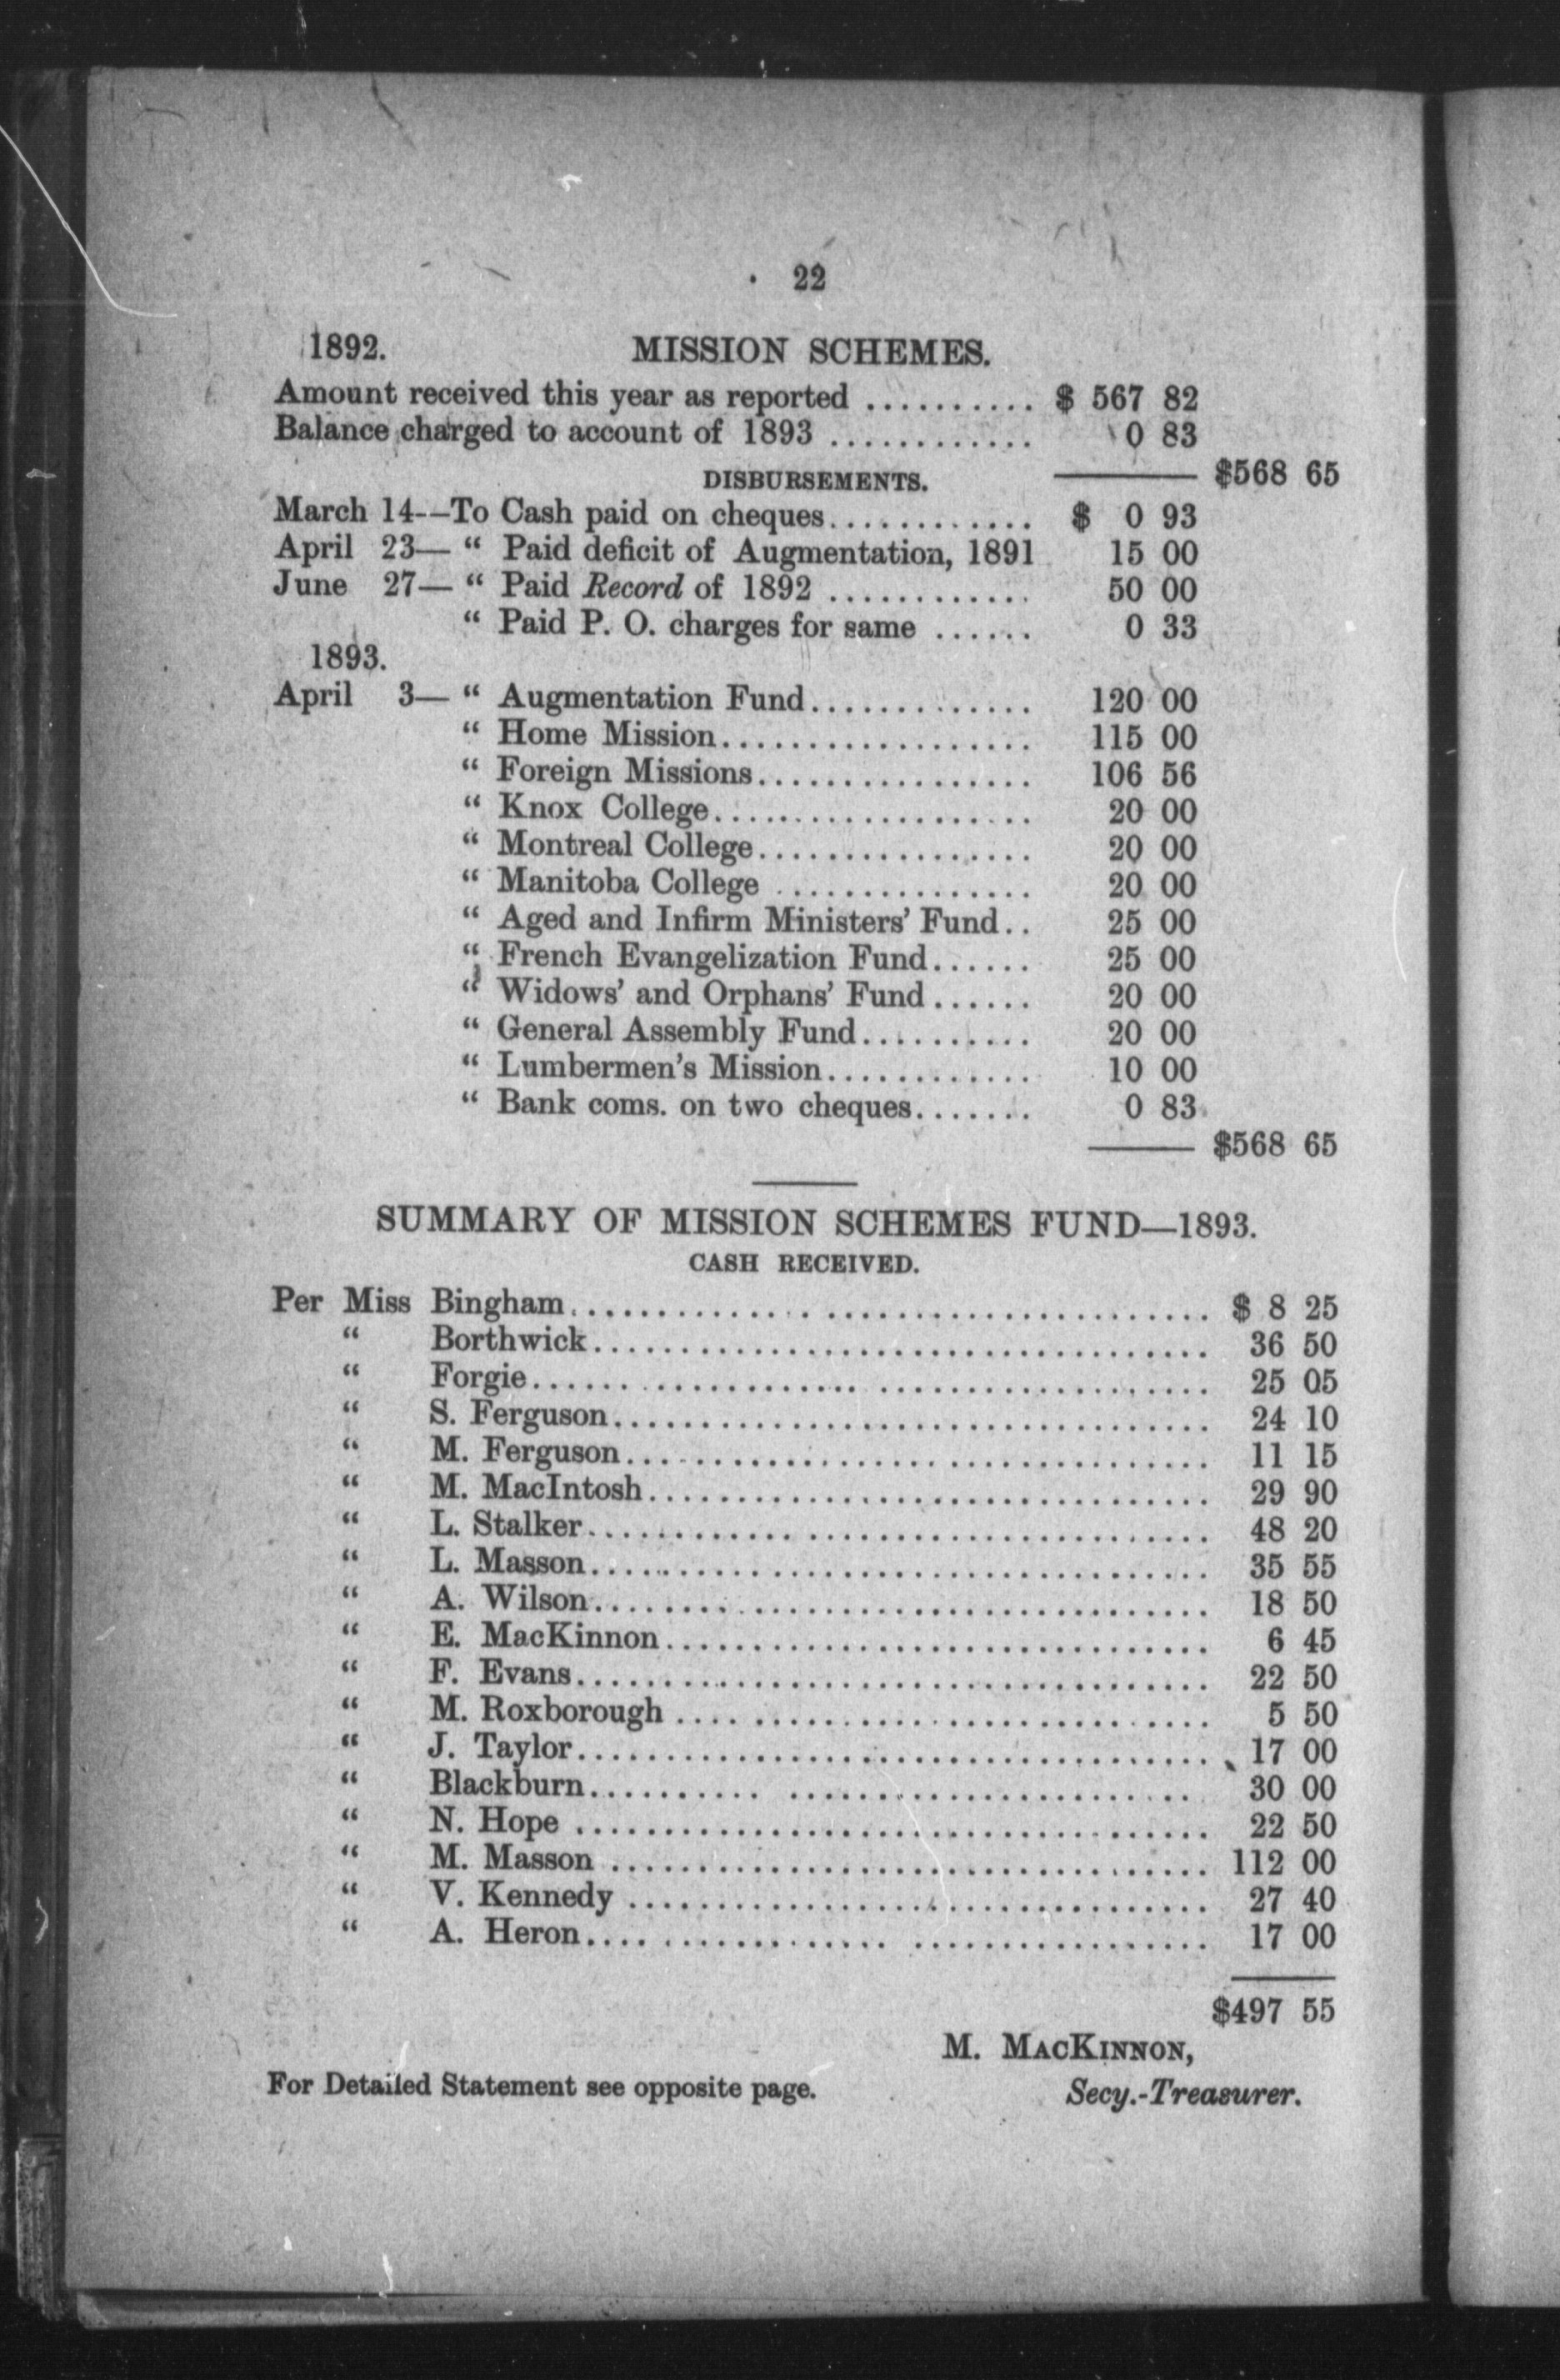 22
1892. MISSION SCHEMES.
Amount received this year as reported .......... $ 567 82
Balance charged to account of 1893 ............ 0 83
$568 65
DISBURSEMENTS.
March 14--To Cash paid on cheques............ $ 0 93
April 23— “ Paid deficit of Augmentation, 1891 15 00
June 27— “ Paid Record of 1892 ............ 50 00
“ Paid P. O. charges for same ...... 0 33
1893.
April 3— “ Augmentation Fund............. 120 00
“ Home Mission.................. 115 00
“ Foreign Missions................ 106 56
“ Knox College................... 20 00
“ Montreal College................ 20 00
“ Manitoba College ............... 20 00
“ Aged and Infirm Ministers’ Fund.. 25 00
“ French Evangelization Fund...... 25 00
“ Widows’ and Orphans’ Fund ...... 20 00
“ General Assembly Fund.......... 20 00
“ Lumbermen’s Mission............ 10 00
“ Bank coms. on two cheques....... 0 83
$568 65
SUMMARY OF MISSION SCHEMES FUND—1893.
CASH RECEIVED.
Per Miss Bingham.................................... $ 8 25
“ Borthwick................................... 36 50
“ Forgie...................................... 25 05
“ S. Ferguson.................................. 24 10
“ M. Ferguson................................. 11 15
“ M. MacIntosh................................ 29 90
“ L. Stalker................................... 48 20
“ L. Masson................................... 35 55
“ A. Wilson................................... 18 50
“ E. MacKinnon............................... 6 45
“ F. Evans.................................... 22 50
“ M. Roxborough .............................. 5 50
“ J. Taylor.................................... 17 00
“ Blackburn.................................. 30 00
“ N. Hope .................................... 22 50
“ M. Masson .................................. 112 00
“ V. Kennedy ................................. 27 40
“ A. Heron................................... 17 00
$497 55
M. MACKINNON,
For Detailed Statement see opposite page. Secy.-Treasurer.